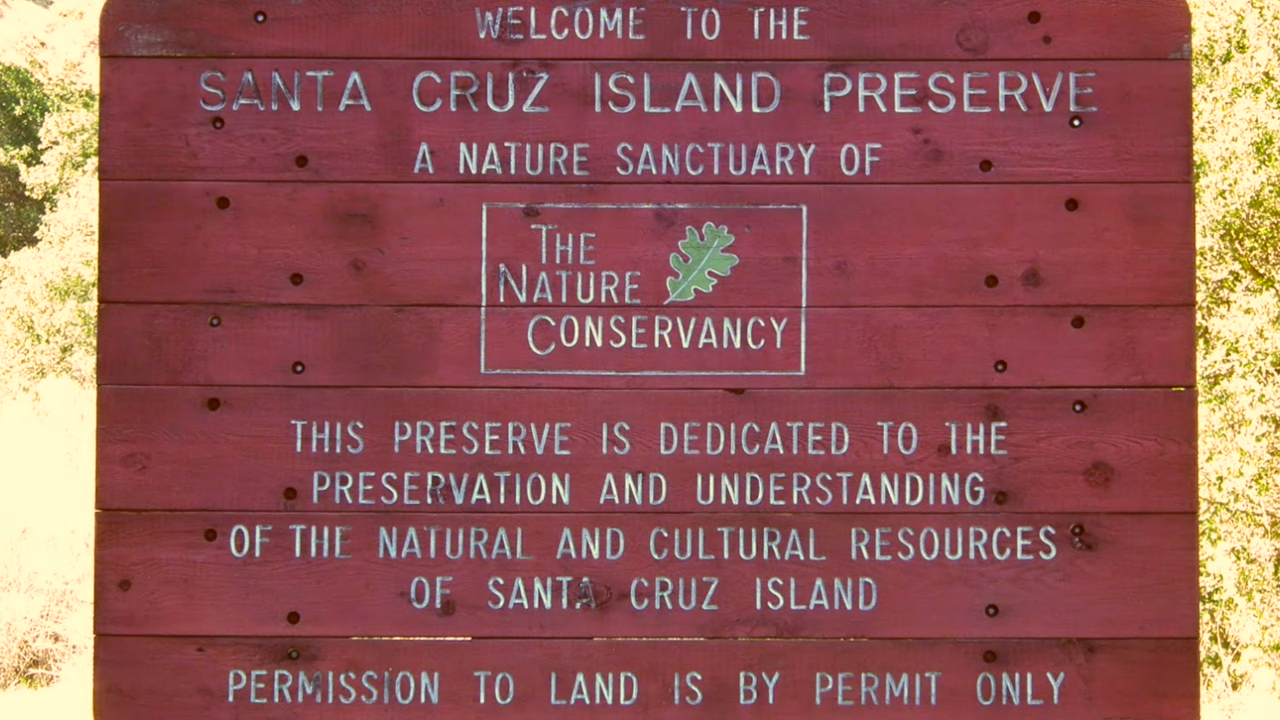 WELCOME TO THE
SANTA CRUZ ISLAND PRESERVE
A NATURE SANCTUARY OF
THE
NATURE
CONSERVANCY
THIS PRESERVE IS DEDICATED TO THE
PRESERVATION AND UNDERSTANDING
OF THE NATURAL AND CULTURAL RESOURCES
OF SANTA CRUZ ISLAND
PERMISSION TO LAND IS BY PERMIT ONLY